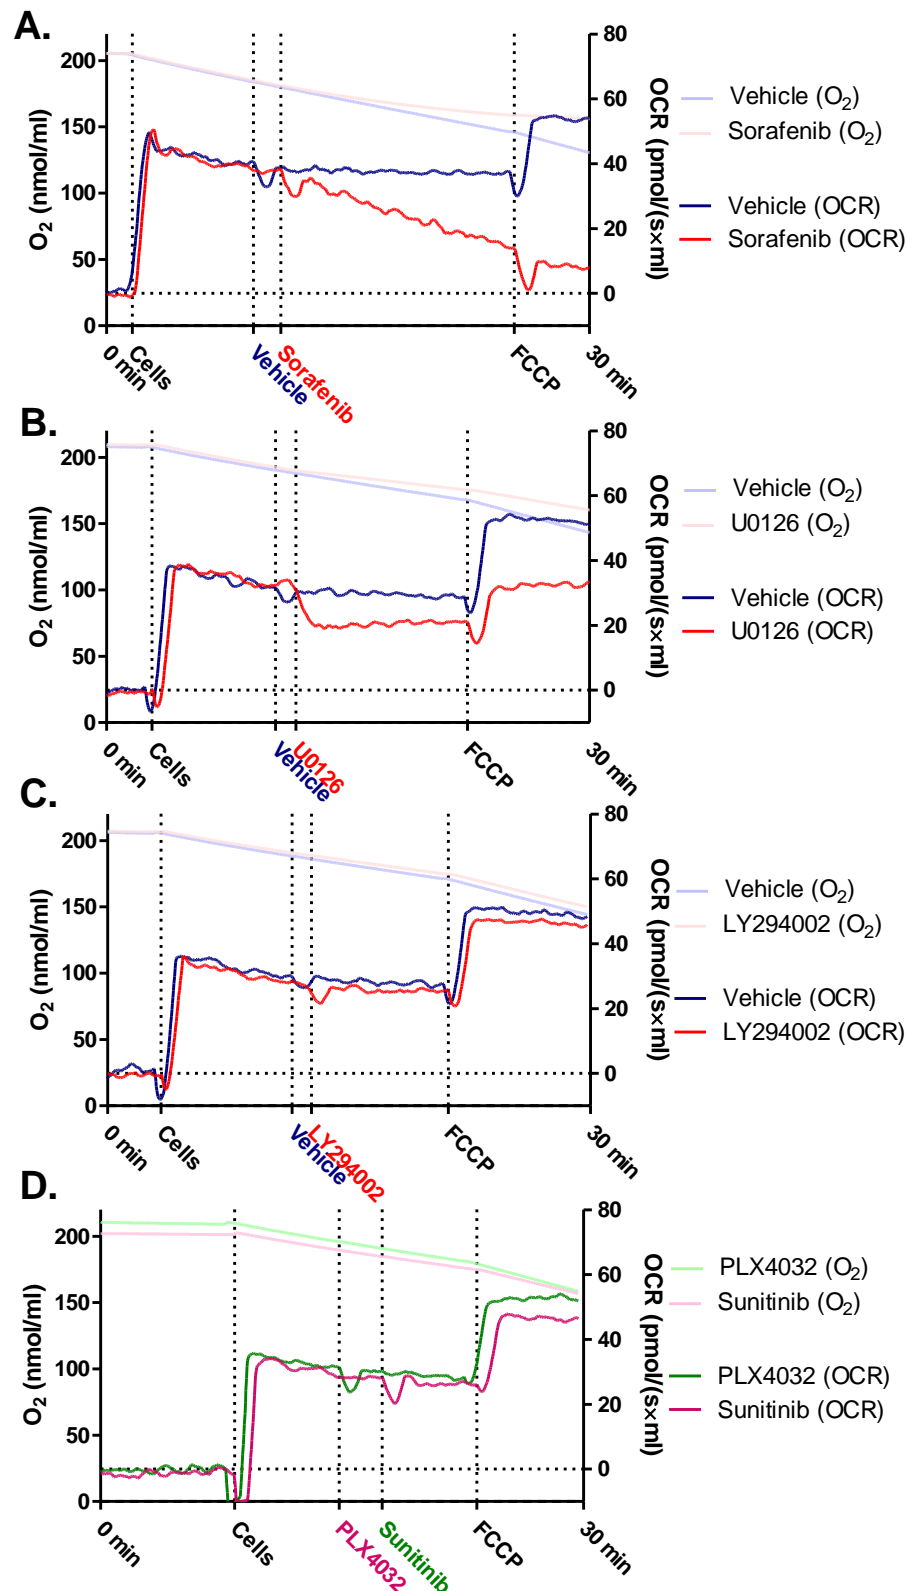 A.
O2 (nmol/ml)
200
150
100
50
0
80
60
40
20
0
OCR (pmol/(s×ml)
0 min
Cells
Vehicle
Sorafenib
FCCP
30 min
Vehicle (O2)
Sorafenib (O2)
Vehicle (OCR)
Sorafenib (OCR)
B.
O2 (nmol/ml)
200
150
100
50
0
80
60
40
20
0
OCR (pmol/(s×ml)
0 min
Cells
Vehicle
U0126
FCCP
30 min
Vehicle (O2)
U0126 (O2)
Vehicle (OCR)
U0126 (OCR)
C.
O2 (nmol/ml)
200
150
100
50
0
80
60
40
20
0
OCR (pmol/(s×ml)
0 min
Cells
Vehicle
LY294002
FCCP
30 min
Vehicle (O2)
LY294002 (O2)
Vehicle (OCR)
LY294002 (OCR)
D.
O2 (nmol/ml)
200
150
100
50
0
80
60
40
20
0
OCR (pmol/(s×ml)
0 min
Cells
PLX4032
Sunitinib
FCCP
30 min
PLX4032 (O2)
Sunitinib (O2)
PLX4032 (OCR)
Sunitinib (OCR)